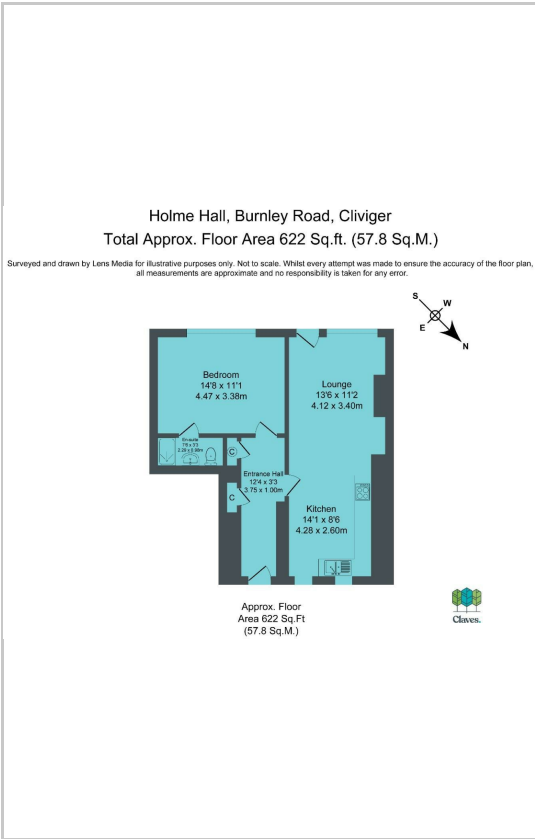 Holme Hall, Burnley Road, Cliviger
Total Approx. Floor Area 622 Sq.ft. (57.8 Sq.M.)
Surveyed and drawn by Lens Media for illustrative purposes only. Not to scale. Whilst every attempt was made to ensure the accuracy of the floor plan,
all measurements are approximate and no responsibility is taken for any error.
S
W
E
N
Bedroom
14'8 x 11'1
4.47 x 3.38m
Lounge
13'6 x 11'2
4.12 x 3.40m
En-suite
C
Entrance Hall
12'4 x 3'3
3.75 x 1.00m
C
Kitchen
14'1 x 8'6
4.28 x 2.60m
Approx. Floor
Area 622 Sq.Ft
(57.8 Sq.M.)
Claves.